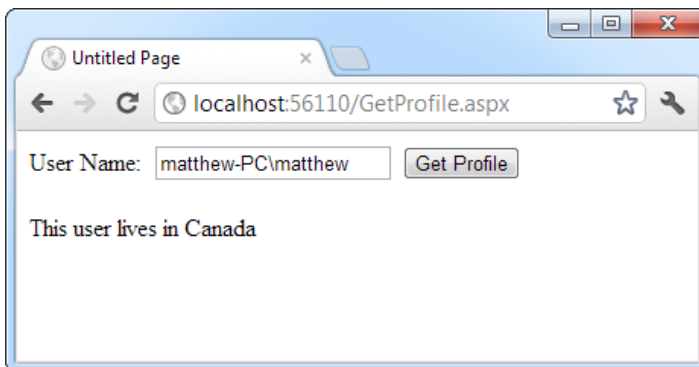 Untitled Page
localhost:56110/GetProfile.aspx
User Name: matthew-PC\matthew Get Profile
This user lives in Canada